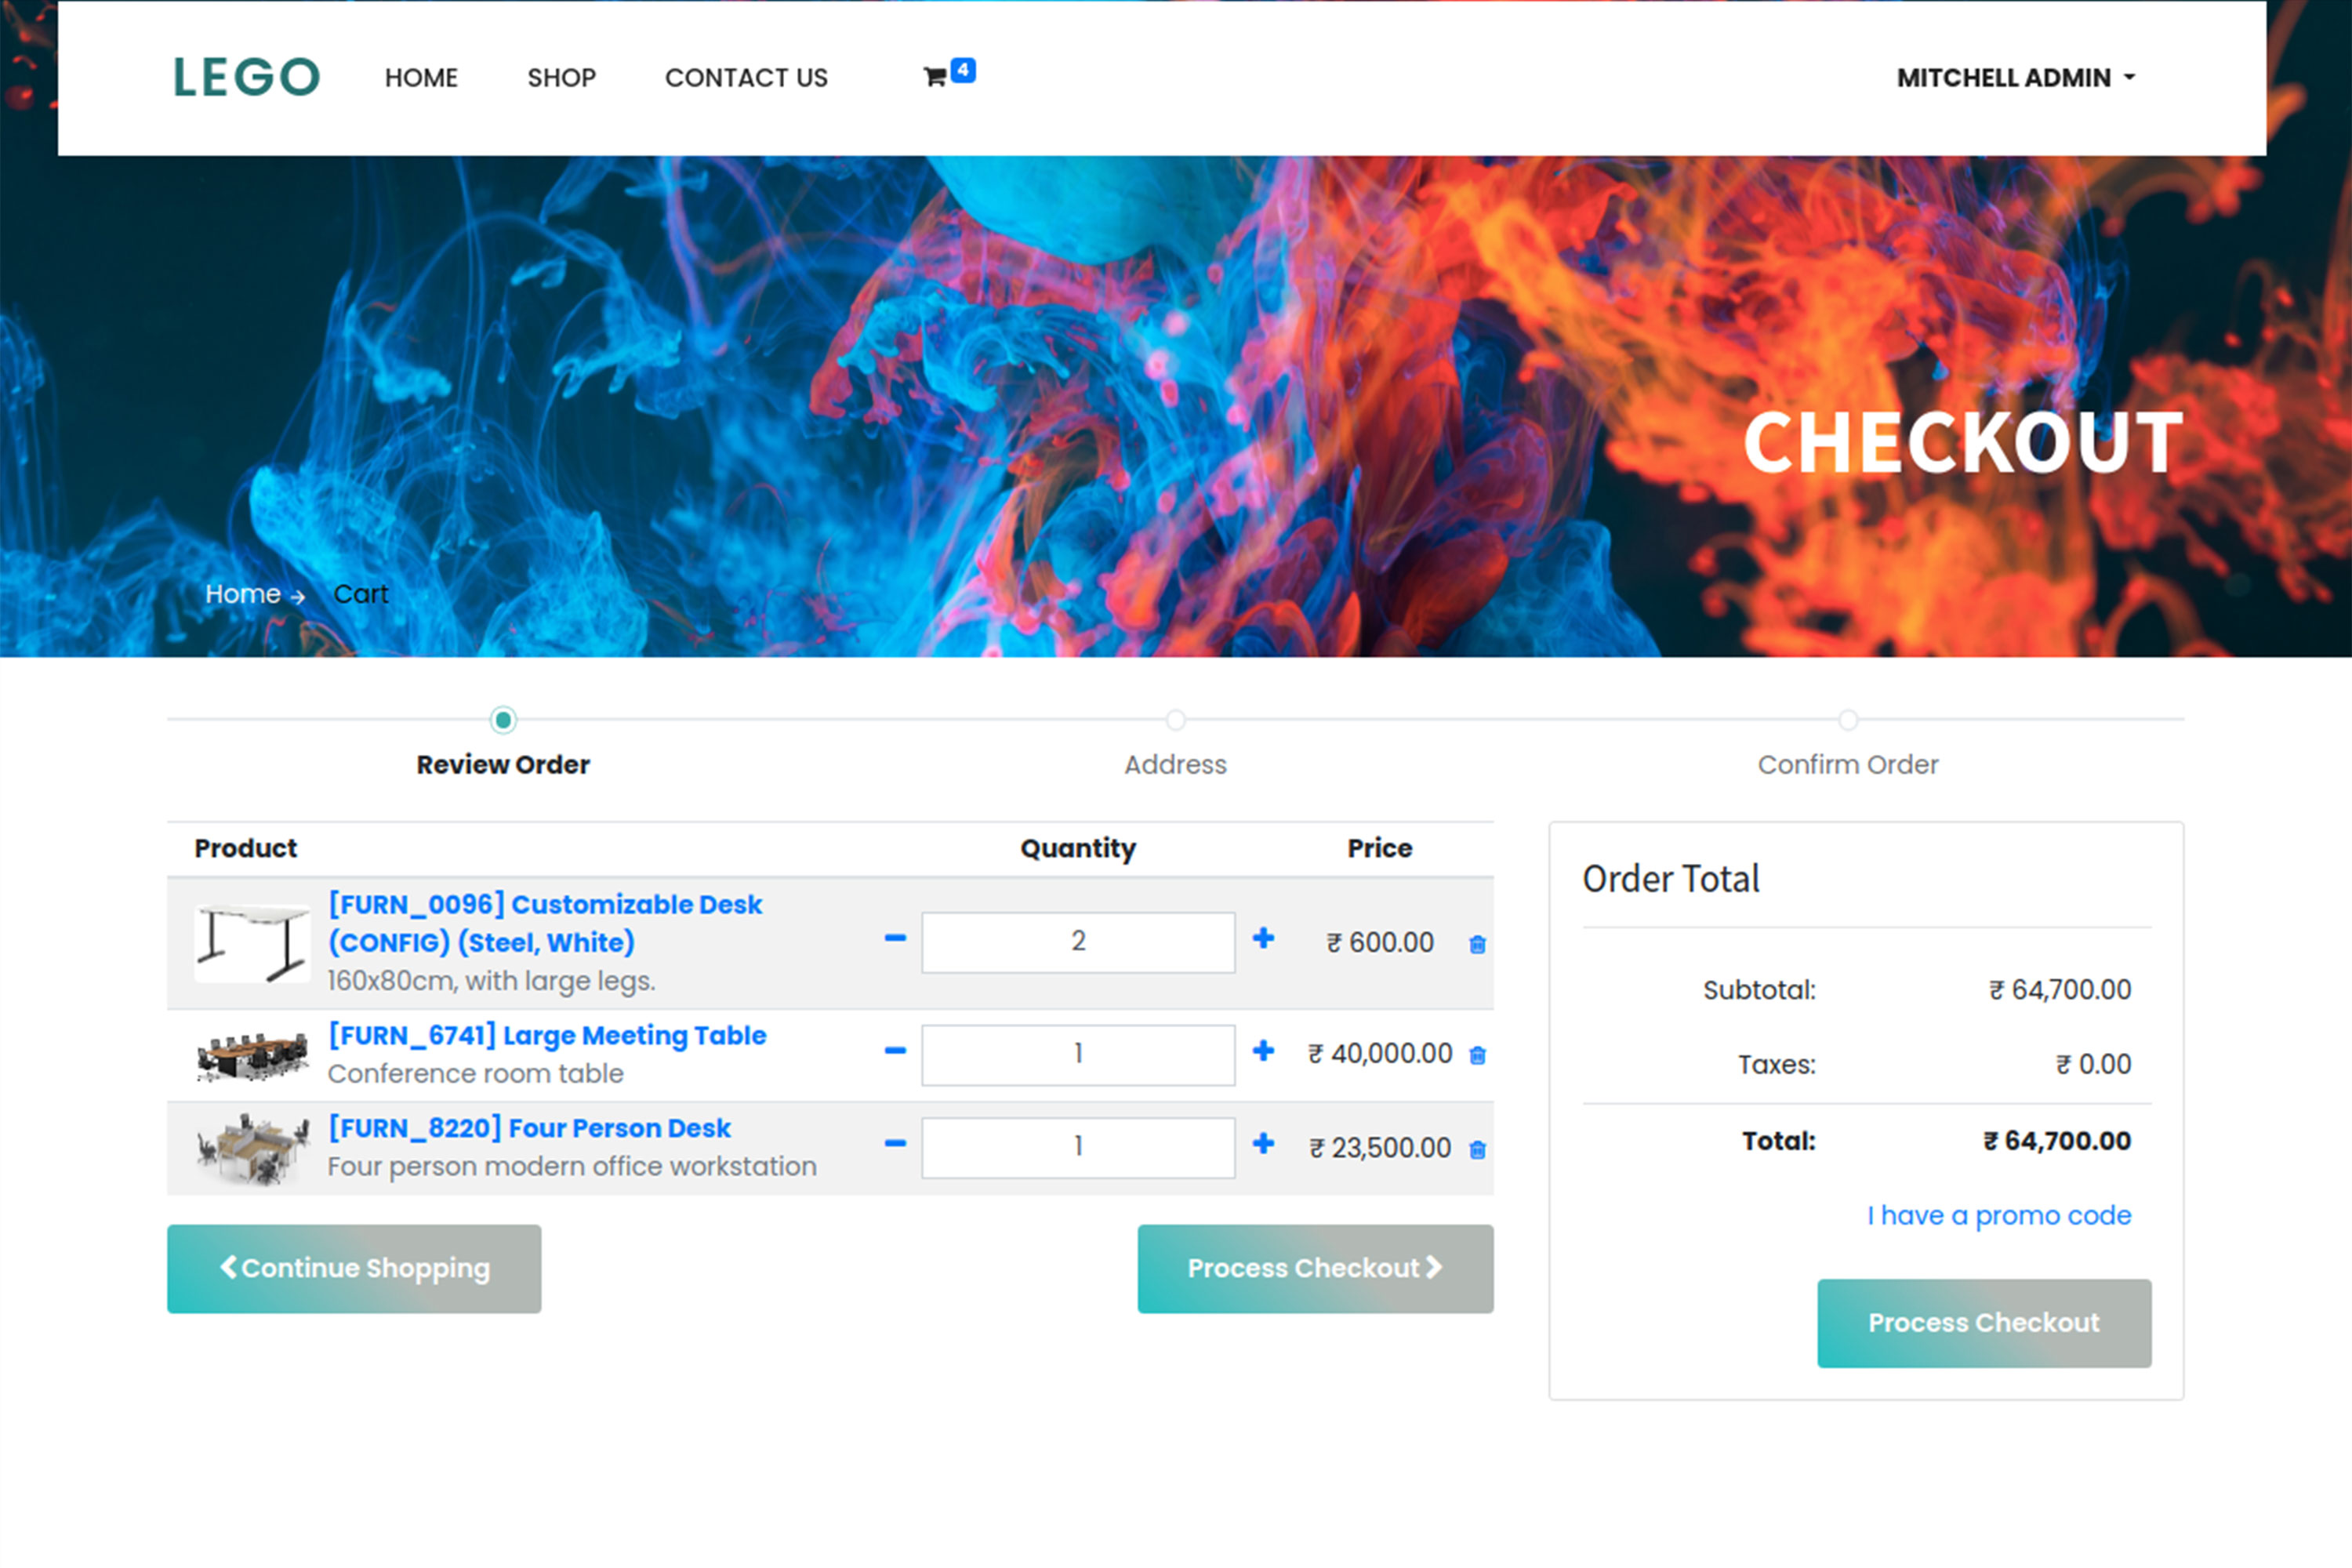 LEGO HOME SHOP CONTACT US 4 MITCHELL ADMIN
CHECKOUT
Home → Cart
Review Order Address Confirm Order
Product Quantity Price
[FURN_0096] Customizable Desk
(CONFIG) (Steel, White)
160x80cm, with large legs.
2 ₹ 600.00
[FURN_6741] Large Meeting Table
Conference room table
1 ₹ 40,000.00
[FURN_8220] Four Person Desk
Four person modern office workstation
1 ₹ 23,500.00
Continue Shopping Process Checkout
Order Total
Subtotal: ₹ 64,700.00
Taxes: ₹ 0.00
Total: ₹ 64,700.00
I have a promo code
Process Checkout